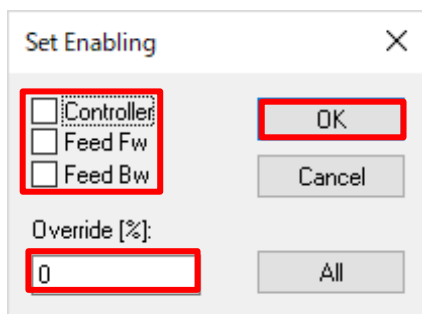 Set Enabling
Controller
Feed Fw
Feed Bw
OK
Cancel
Override [%]:
0
All